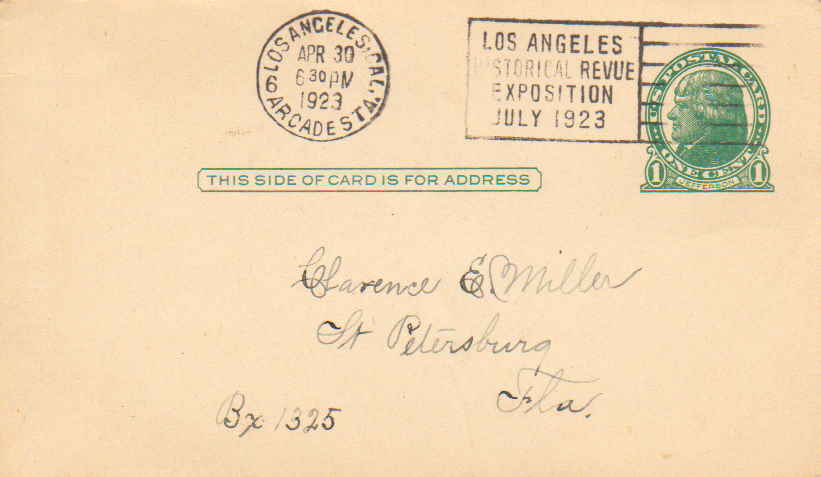 LOS ANGELES, CAL.
APR 30
6 30 PM
1923
6
ARCADE STA.
LOS ANGELES
HISTORICAL REVUE
EXPOSITION
JULY 1923
U.S. POSTAL CARD
ONE CENT
1 JEFFERSON 1
THIS SIDE OF CARD IS FOR ADDRESS
Clarence E. Miller
St Petersburg
Fla.
Bx 1325